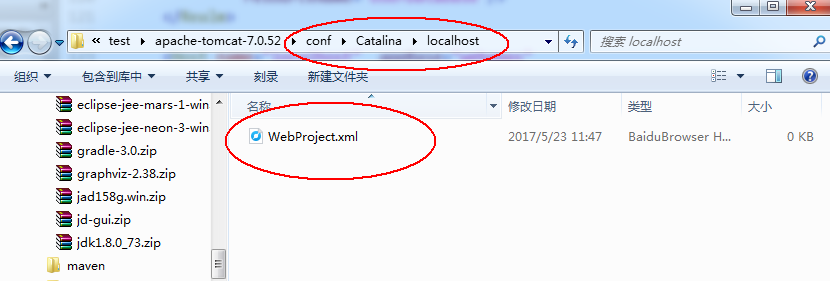 « test ▸ apache-tomcat-7.0.52 ▸ conf ▸ Catalina ▸ localhost
搜索 localhost
组织 包含到库中 共享 刻录 新建文件夹
eclipse-jee-mars-1-win
eclipse-jee-neon-3-win
gradle-3.0.zip
graphviz-2.38.zip
jad158g.win.zip
jd-gui.zip
jdk1.8.0_73.zip
maven
名称 修改日期 类型 大小
WebProject.xml 2017/5/23 11:47 BaiduBrowser H... 0 KB